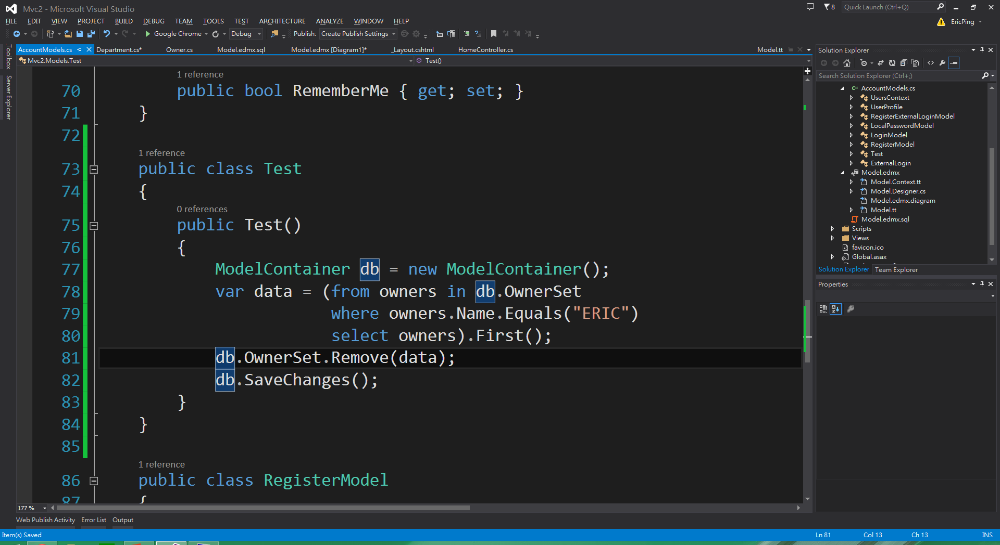 Mvc2 - Microsoft Visual Studio
8
Quick Launch (Ctrl+Q)
FILE EDIT VIEW PROJECT BUILD DEBUG TEAM TOOLS TEST ARCHITECTURE ANALYZE WINDOW HELP
EricPing
Google Chrome Debug Publish: Create Publish Settings
Toolbox
Server Explorer
AccountModels.cs Department.cs* Owner.cs Model.edmx.sql Model.edmx [Diagram1]* _Layout.cshtml HomeController.cs Model.tt
Mvc2.Models.Test Test()
1 reference
70 public bool RememberMe { get; set; }
71 }
72
1 reference
73 public class Test
74 {
0 references
75 public Test()
76 {
77 ModelContainer db = new ModelContainer();
78 var data = (from owners in db.OwnerSet
79 where owners.Name.Equals("ERIC")
80 select owners).First();
81 db.OwnerSet.Remove(data);
82 db.SaveChanges();
83 }
84 }
85
1 reference
86 public class RegisterModel
87 {
177 %
Solution Explorer
Search Solution Explorer (Ctrl+;)
C# AccountModels.cs
UsersContext
UserProfile
RegisterExternalLoginModel
LocalPasswordModel
LoginModel
RegisterModel
Test
ExternalLogin
Model.edmx
Model.Context.tt
Model.Designer.cs
Model.edmx.diagram
Model.tt
Model.edmx.sql
Scripts
Views
favicon.ico
Global.asax
Solution Explorer Team Explorer
Properties
Web Publish Activity Error List Output
Item(s) Saved Ln 81 Col 13 Ch 13 INS